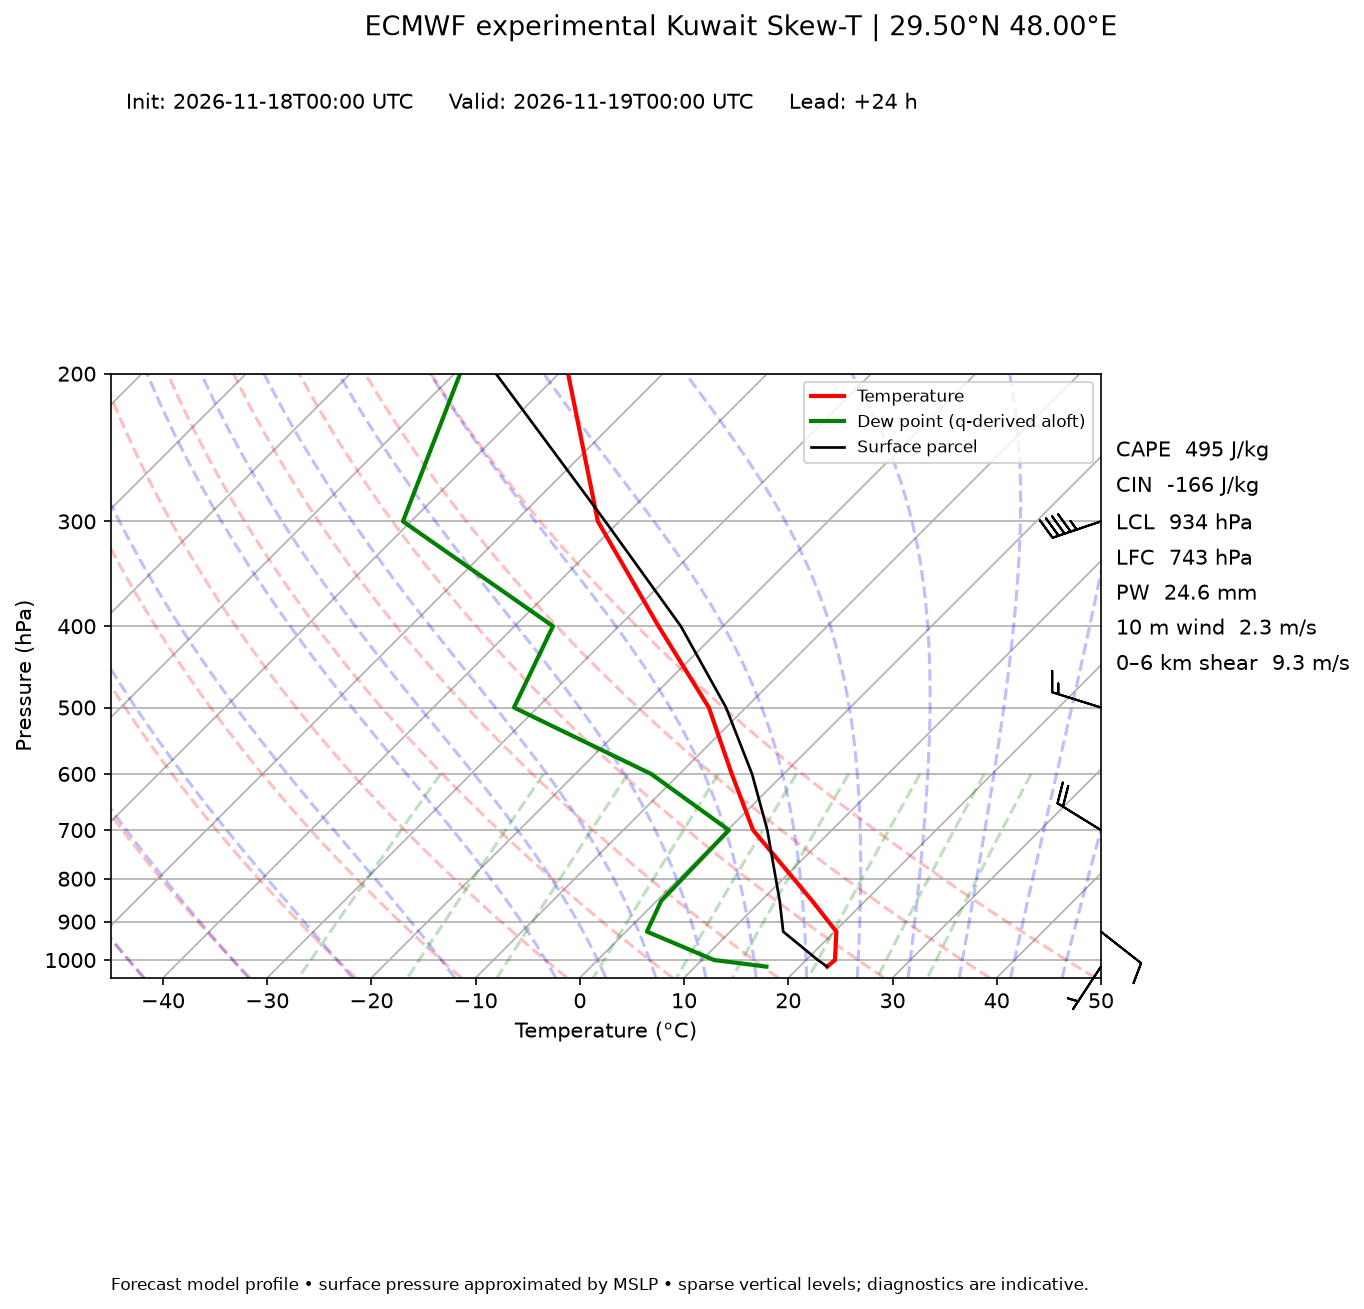 ECMWF experimental Kuwait Skew-T | 29.50°N 48.00°E
Init: 2026-11-18T00:00 UTC Valid: 2026-11-19T00:00 UTC Lead: +24 h
200
300
400
500
600
700
800
900
1000
Pressure (hPa)
Temperature
Dew point (q-derived aloft)
Surface parcel
CAPE 495 J/kg
CIN -166 J/kg
LCL 934 hPa
LFC 743 hPa
PW 24.6 mm
10 m wind 2.3 m/s
0–6 km shear 9.3 m/s
−40 −30 −20 −10 0 10 20 30 40 50
Temperature (°C)
Forecast model profile • surface pressure approximated by MSLP • sparse vertical levels; diagnostics are indicative.